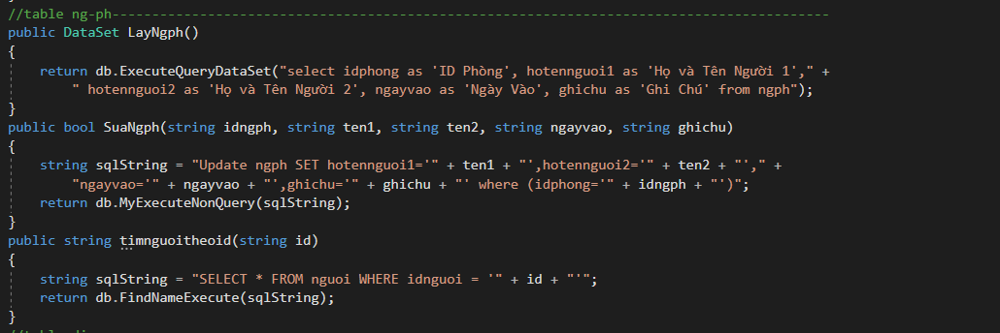 //table ng-ph------------------------------------------------------------------------------------------
public DataSet LayNgph()
{
    return db.ExecuteQueryDataSet("select idphong as 'ID Phòng', hotennguoi1 as 'Họ và Tên Người 1'," +
        " hotennguoi2 as 'Họ và Tên Người 2', ngayvao as 'Ngày Vào', ghichu as 'Ghi Chú' from ngph");
}
public bool SuaNgph(string idngph, string ten1, string ten2, string ngayvao, string ghichu)
{
    string sqlString = "Update ngph SET hotennguoi1='" + ten1 + "',hotennguoi2='" + ten2 + "'," +
        "ngayvao='" + ngayvao + "',ghichu='" + ghichu + "' where (idphong='" + idngph + "')";
    return db.MyExecuteNonQuery(sqlString);
}
public string timnguoitheoid(string id)
{
    string sqlString = "SELECT * FROM nguoi WHERE idnguoi = '" + id + "'";
    return db.FindNameExecute(sqlString);
}